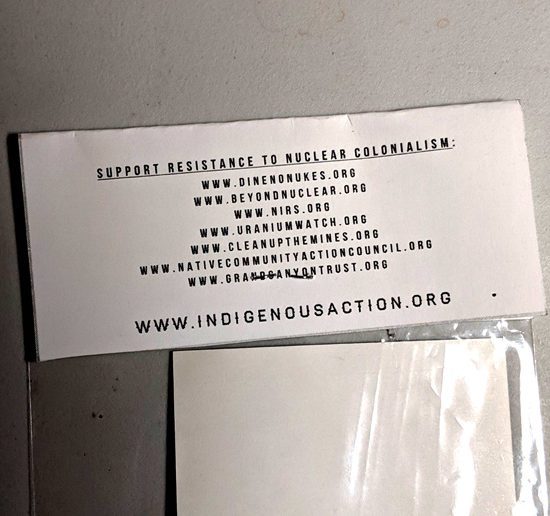 SUPPORT RESISTANCE TO NUCLEAR COLONIALISM:
WWW.DINENONUKES.ORG
WWW.BEYONDNUCLEAR.ORG
WWW.NIRS.ORG
WWW.URANIUMWATCH.ORG
WWW.CLEANUPTHEMINES.ORG
WWW.NATIVECOMMUNITYACTIONCOUNCIL.ORG
WWW.GRANDCANYONTRUST.ORG
WWW.INDIGENOUSACTION.ORG